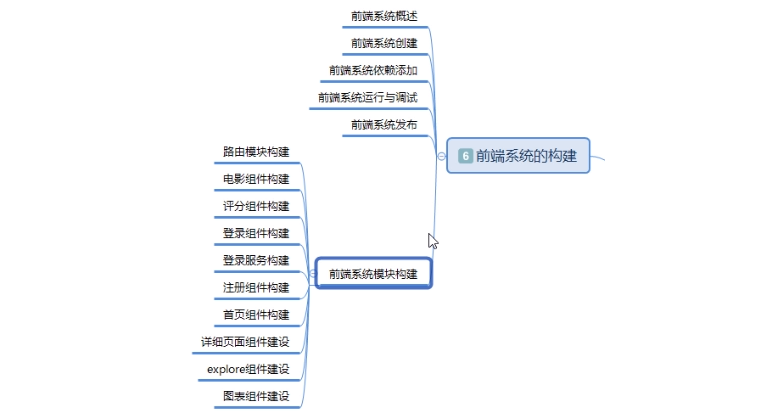 前端系统概述
前端系统创建
前端系统依赖添加
前端系统运行与调试
前端系统发布
6 前端系统的构建
路由模块构建
电影组件构建
评分组件构建
登录组件构建
登录服务构建
注册组件构建
首页组件构建
详细页面组件建设
explore组件建设
图表组件建设
前端系统模块构建